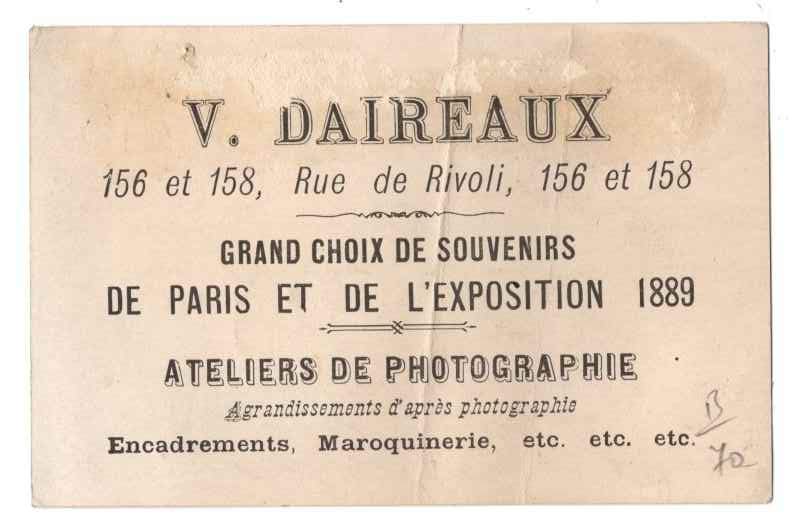 V. DAIREAUX
156 et 158, Rue de Rivoli, 156 et 158
GRAND CHOIX DE SOUVENIRS
DE PARIS ET DE L'EXPOSITION 1889
ATELIERS DE PHOTOGRAPHIE
Agrandissements d'après photographie
Encadrements, Maroquinerie, etc. etc. etc.
B
70